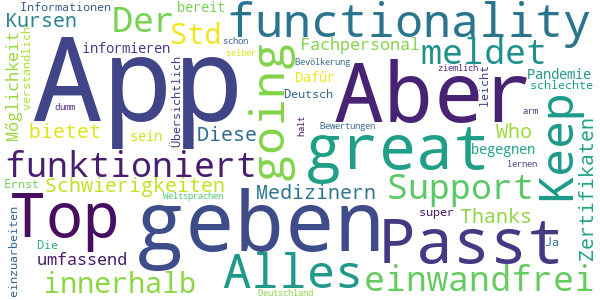 Informationen bereit
Kursen Der functionality
Std meldet
Möglichkeit verständlich informieren schon selber
App going Fachpersonal Aber
Übersichtlich Bevölkerung ziemlich
Dafür Deutsch leicht Pandemie
dumm schlechte
bietet sein Diese halt Bewertungen arm Who Keep
funktioniert great begegnen
lernen Zertifikaten
Ernst Schwierigkeiten Medizinern Support
Weltsprachen
Top geben super Thanks
einzuarbeiten Die Passt Ja
umfassend
innerhalb Alles einwandfrei
Deutschland